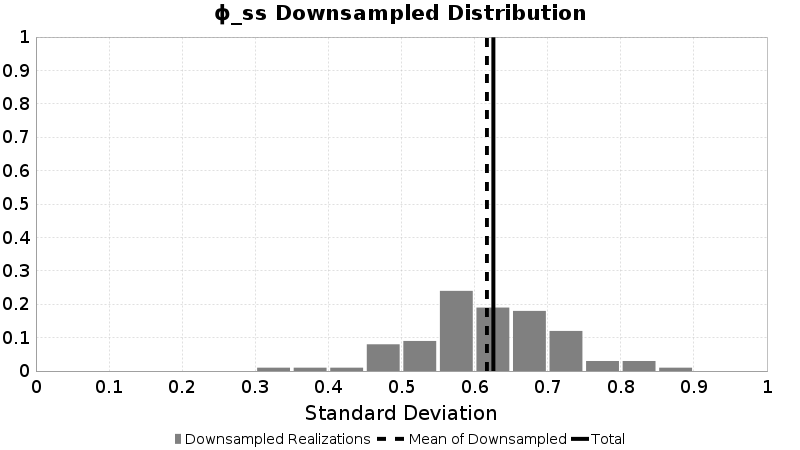 ϕ_ss Downsampled Distribution
1
0.9
0.8
0.7
0.6
0.5
0.4
0.3
0.2
0.1
0
0 0.1 0.2 0.3 0.4 0.5 0.6 0.7 0.8 0.9 1
Standard Deviation
Downsampled Realizations Mean of Downsampled Total